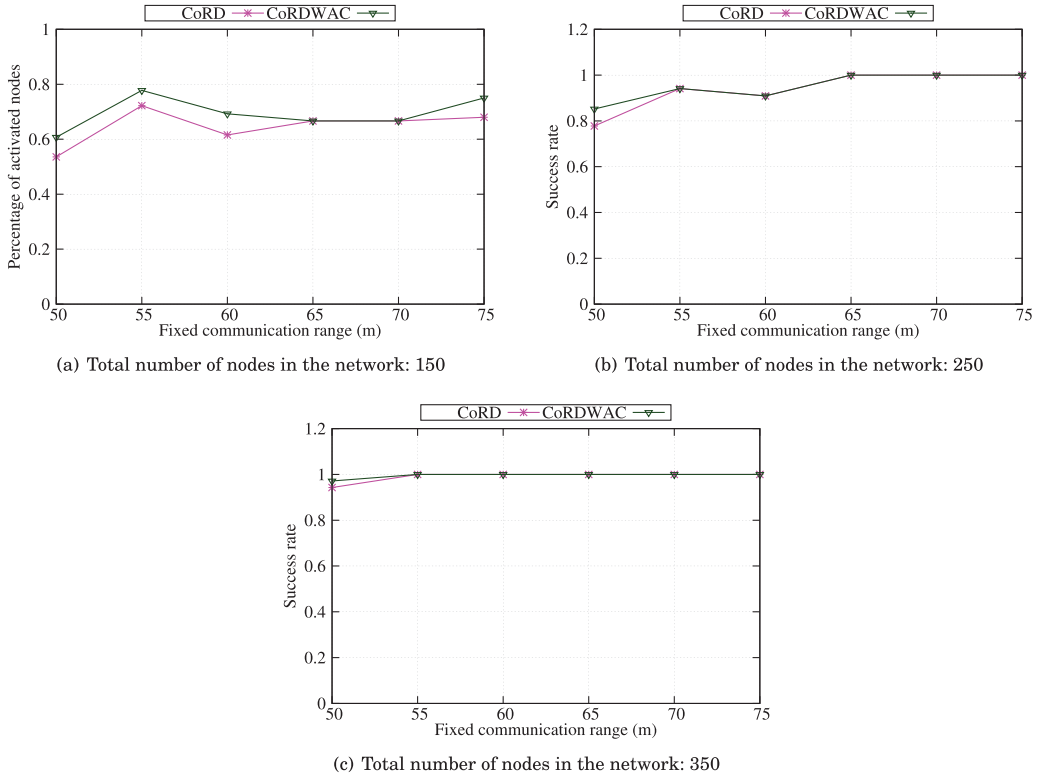 CoRD CoRDWAC
Percentage of activated nodes
1
0.8
0.6
0.4
0.2
0
50 55 60 65 70 75
Fixed communication range (m)
(a) Total number of nodes in the network: 150
CoRD CoRDWAC
Success rate
1.2
1
0.8
0.6
0.4
0.2
0
50 55 60 65 70 75
Fixed communication range (m)
(b) Total number of nodes in the network: 250
CoRD CoRDWAC
Success rate
1.2
1
0.8
0.6
0.4
0.2
0
50 55 60 65 70 75
Fixed communication range (m)
(c) Total number of nodes in the network: 350